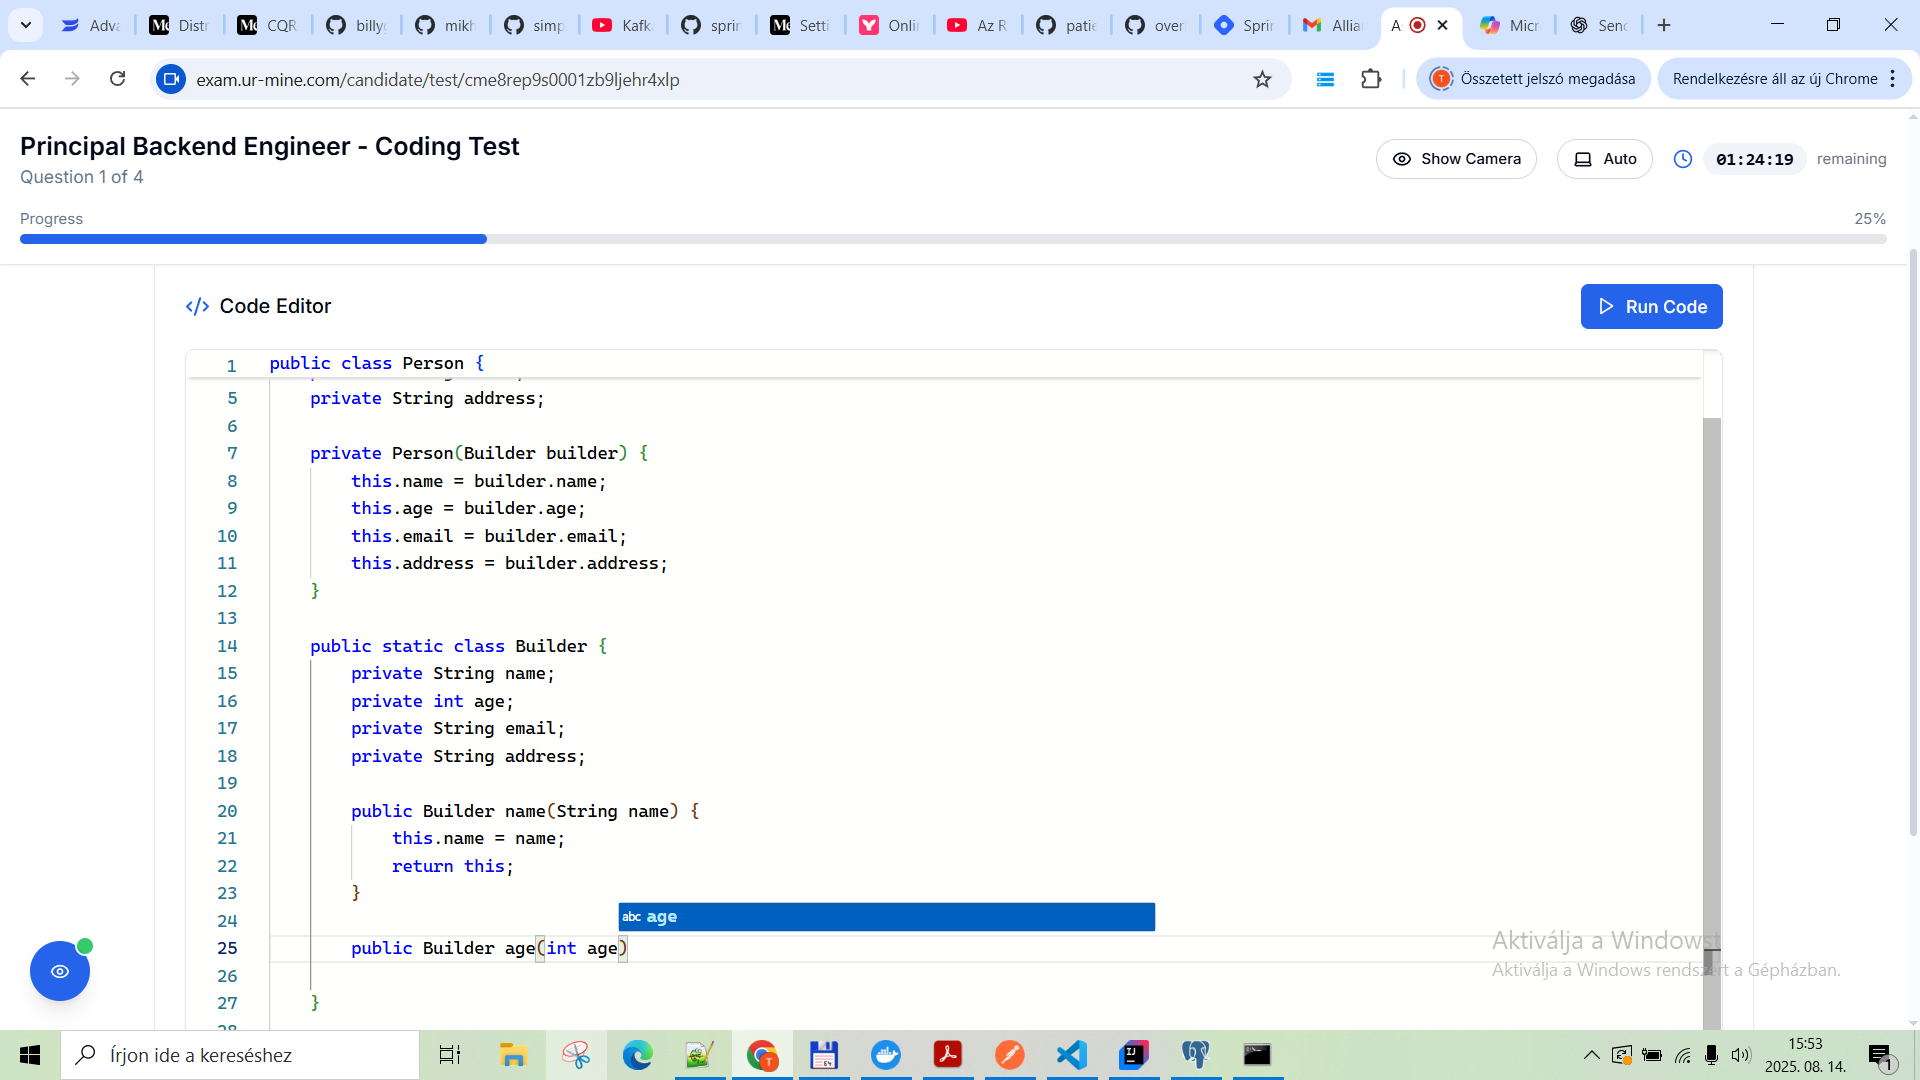 Adva
Distr
CQR
billy
mikh
simp
Kafk
sprin
Setti
Onli
Az R
patie
over
Sprin
Allia
A
Micr
Senc
exam.ur-mine.com/candidate/test/cme8rep9s0001zb9ljehr4xlp
Összetett jelszó megadása
Rendelkezésre áll az új Chrome
Principal Backend Engineer - Coding Test
Question 1 of 4
Show Camera
Auto
01:24:19 remaining
Progress
25%
</> Code Editor
Run Code
1 public class Person {
5 private String address;
6
7 private Person(Builder builder) {
8 this.name = builder.name;
9 this.age = builder.age;
10 this.email = builder.email;
11 this.address = builder.address;
12 }
13
14 public static class Builder {
15 private String name;
16 private int age;
17 private String email;
18 private String address;
19
20 public Builder name(String name) {
21 this.name = name;
22 return this;
23 }
24
abc age
25 public Builder age(int age)
26
27 }
Aktiválja a Windowst
Aktiválja a Windows rendszert a Gépházban.
Írjon ide a kereséshez
15:53
2025. 08. 14.
1